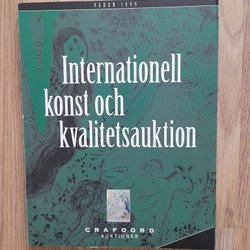 VÅREN 1999
Internationell
konst och
kvalitetsauktion
CRAFOORD
AUKTIONER